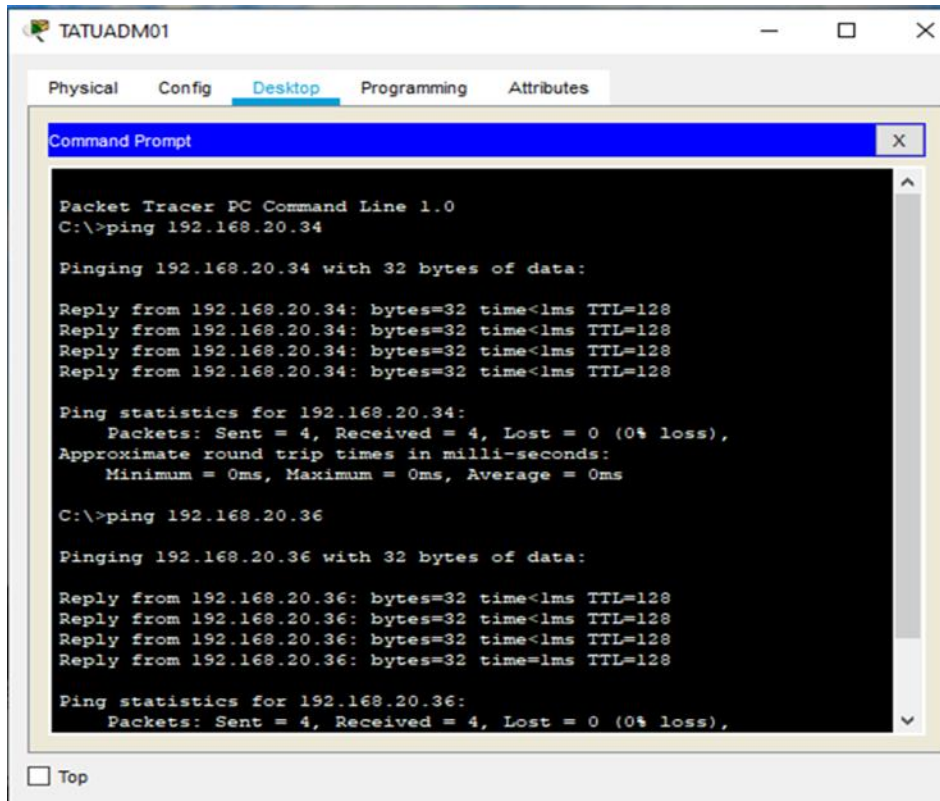 TATUADM01
Physical Config Desktop Programming Attributes
Command Prompt X
Packet Tracer PC Command Line 1.0
C:\>ping 192.168.20.34
Pinging 192.168.20.34 with 32 bytes of data:
Reply from 192.168.20.34: bytes=32 time<1ms TTL=128
Reply from 192.168.20.34: bytes=32 time<1ms TTL=128
Reply from 192.168.20.34: bytes=32 time<1ms TTL=128
Reply from 192.168.20.34: bytes=32 time<1ms TTL=128
Ping statistics for 192.168.20.34:
Packets: Sent = 4, Received = 4, Lost = 0 (0% loss),
Approximate round trip times in milli-seconds:
Minimum = 0ms, Maximum = 0ms, Average = 0ms
C:\>ping 192.168.20.36
Pinging 192.168.20.36 with 32 bytes of data:
Reply from 192.168.20.36: bytes=32 time<1ms TTL=128
Reply from 192.168.20.36: bytes=32 time<1ms TTL=128
Reply from 192.168.20.36: bytes=32 time<1ms TTL=128
Reply from 192.168.20.36: bytes=32 time=1ms TTL=128
Ping statistics for 192.168.20.36:
Packets: Sent = 4, Received = 4, Lost = 0 (0% loss),
Top